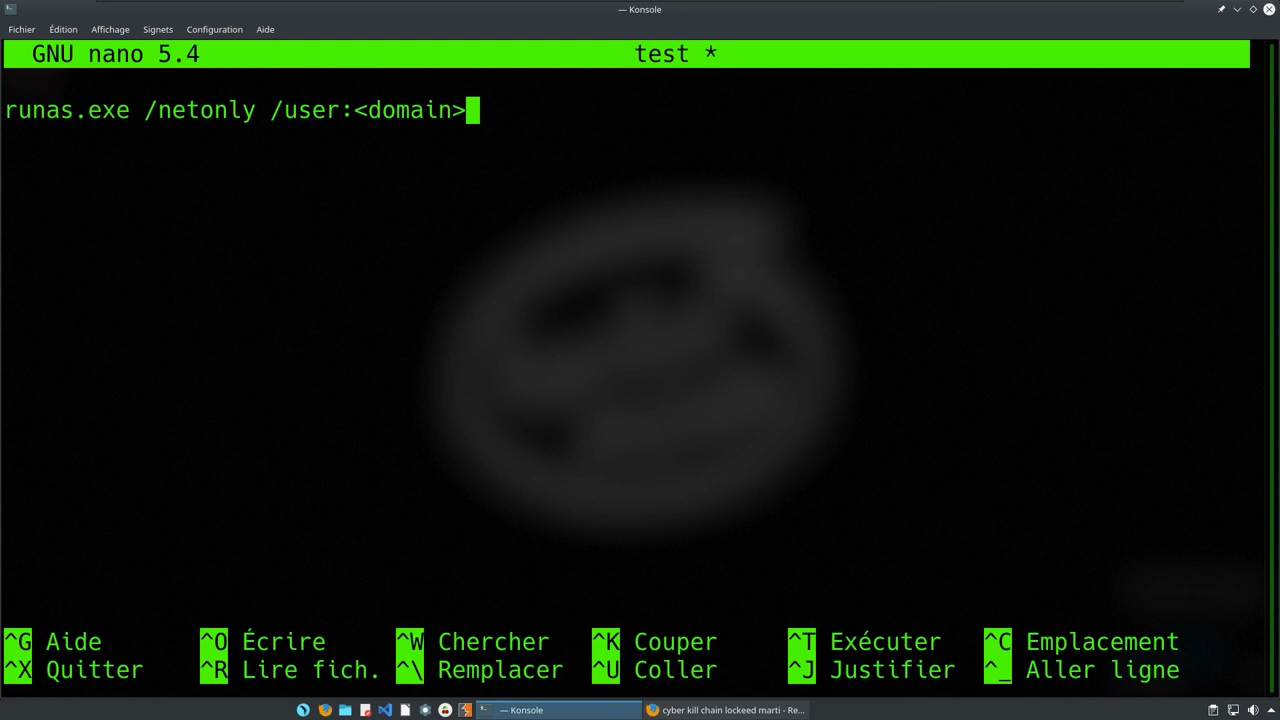 — Konsole
Fichier Édition Affichage Signets Configuration Aide
GNU nano 5.4 test *
runas.exe /netonly /user:<domain>
^G Aide ^O Écrire ^W Chercher ^K Couper ^T Exécuter ^C Emplacement
^X Quitter ^R Lire fich. ^\ Remplacer ^U Coller ^J Justifier ^_ Aller ligne
— Konsole cyber kill chain lockeed marti - Re...